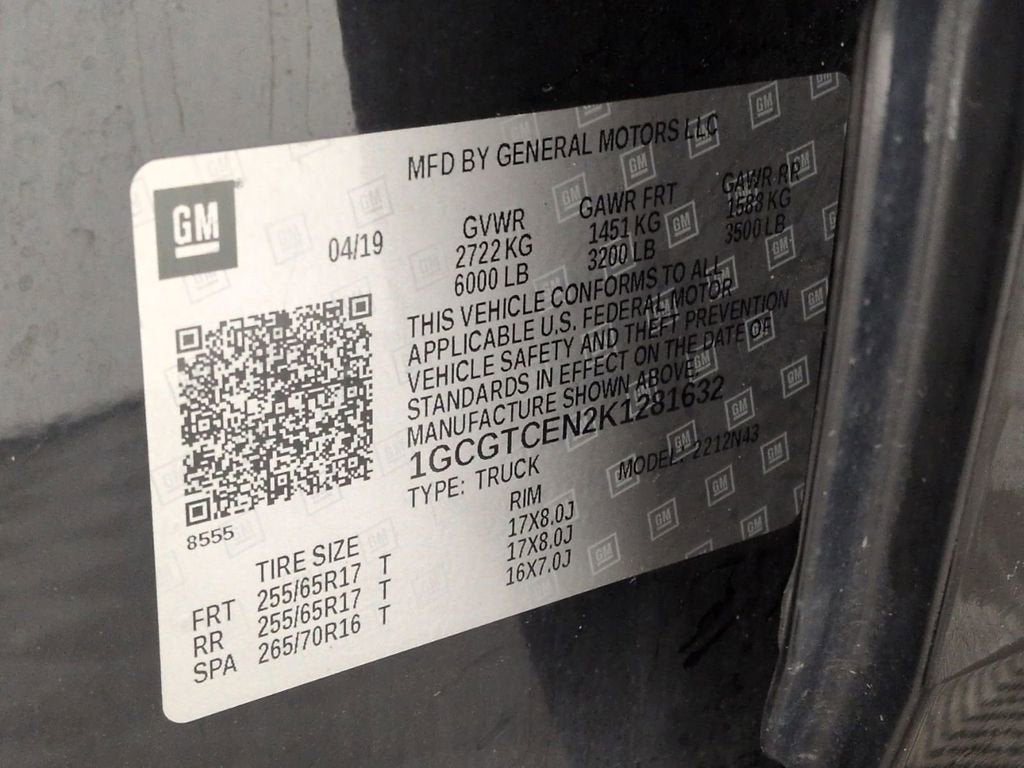 GM
MFD BY GENERAL MOTORS LLC
04/19
GVWR GAWR FRT GAWR RR
2722 KG 1451 KG 1588 KG
6000 LB 3200 LB 3500 LB
THIS VEHICLE CONFORMS TO ALL
APPLICABLE U.S. FEDERAL MOTOR
VEHICLE SAFETY AND THEFT PREVENTION
STANDARDS IN EFFECT ON THE DATE OF
MANUFACTURE SHOWN ABOVE.
1GCGTCEN2K1281632
TYPE: TRUCK MODEL: 2212N43
8555
TIRE SIZE RIM
FRT 255/65R17 T 17X8.0J
RR 255/65R17 T 17X8.0J
SPA 265/70R16 T 16X7.0J